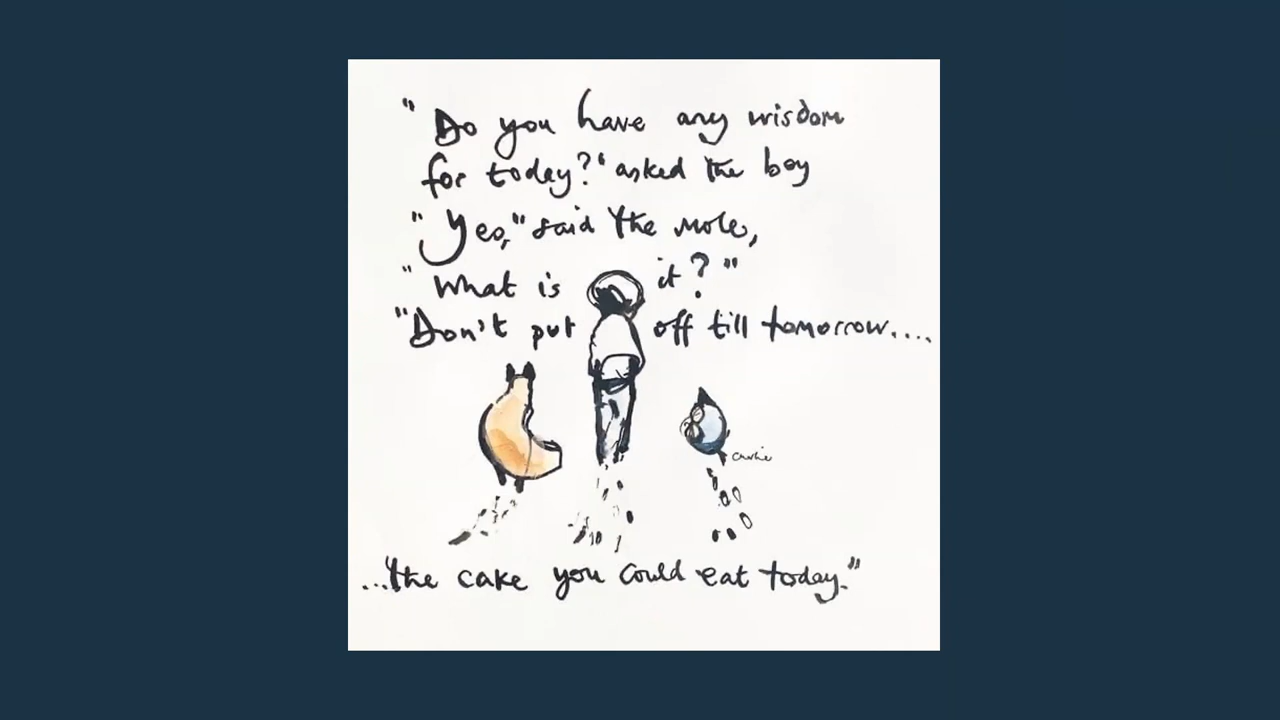 "Do you have any wisdom
for today?" asked the boy
"Yes," said the mole,
"What is it?"
"Don't put off till tomorrow....
Charlie
..."the cake you could eat today."